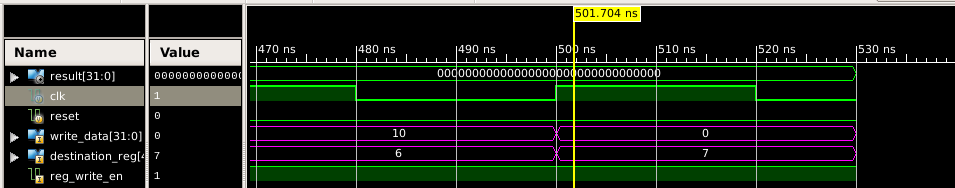 501.704 ns
Name Value
470 ns 480 ns 490 ns 500 ns 510 ns 520 ns 530 ns
result[31:0] 0000000000000 00000000000000000000000000000000
clk 1
reset 0
write_data[31:0] 0 10 0
destination_reg[4 7 6 7
reg_write_en 1